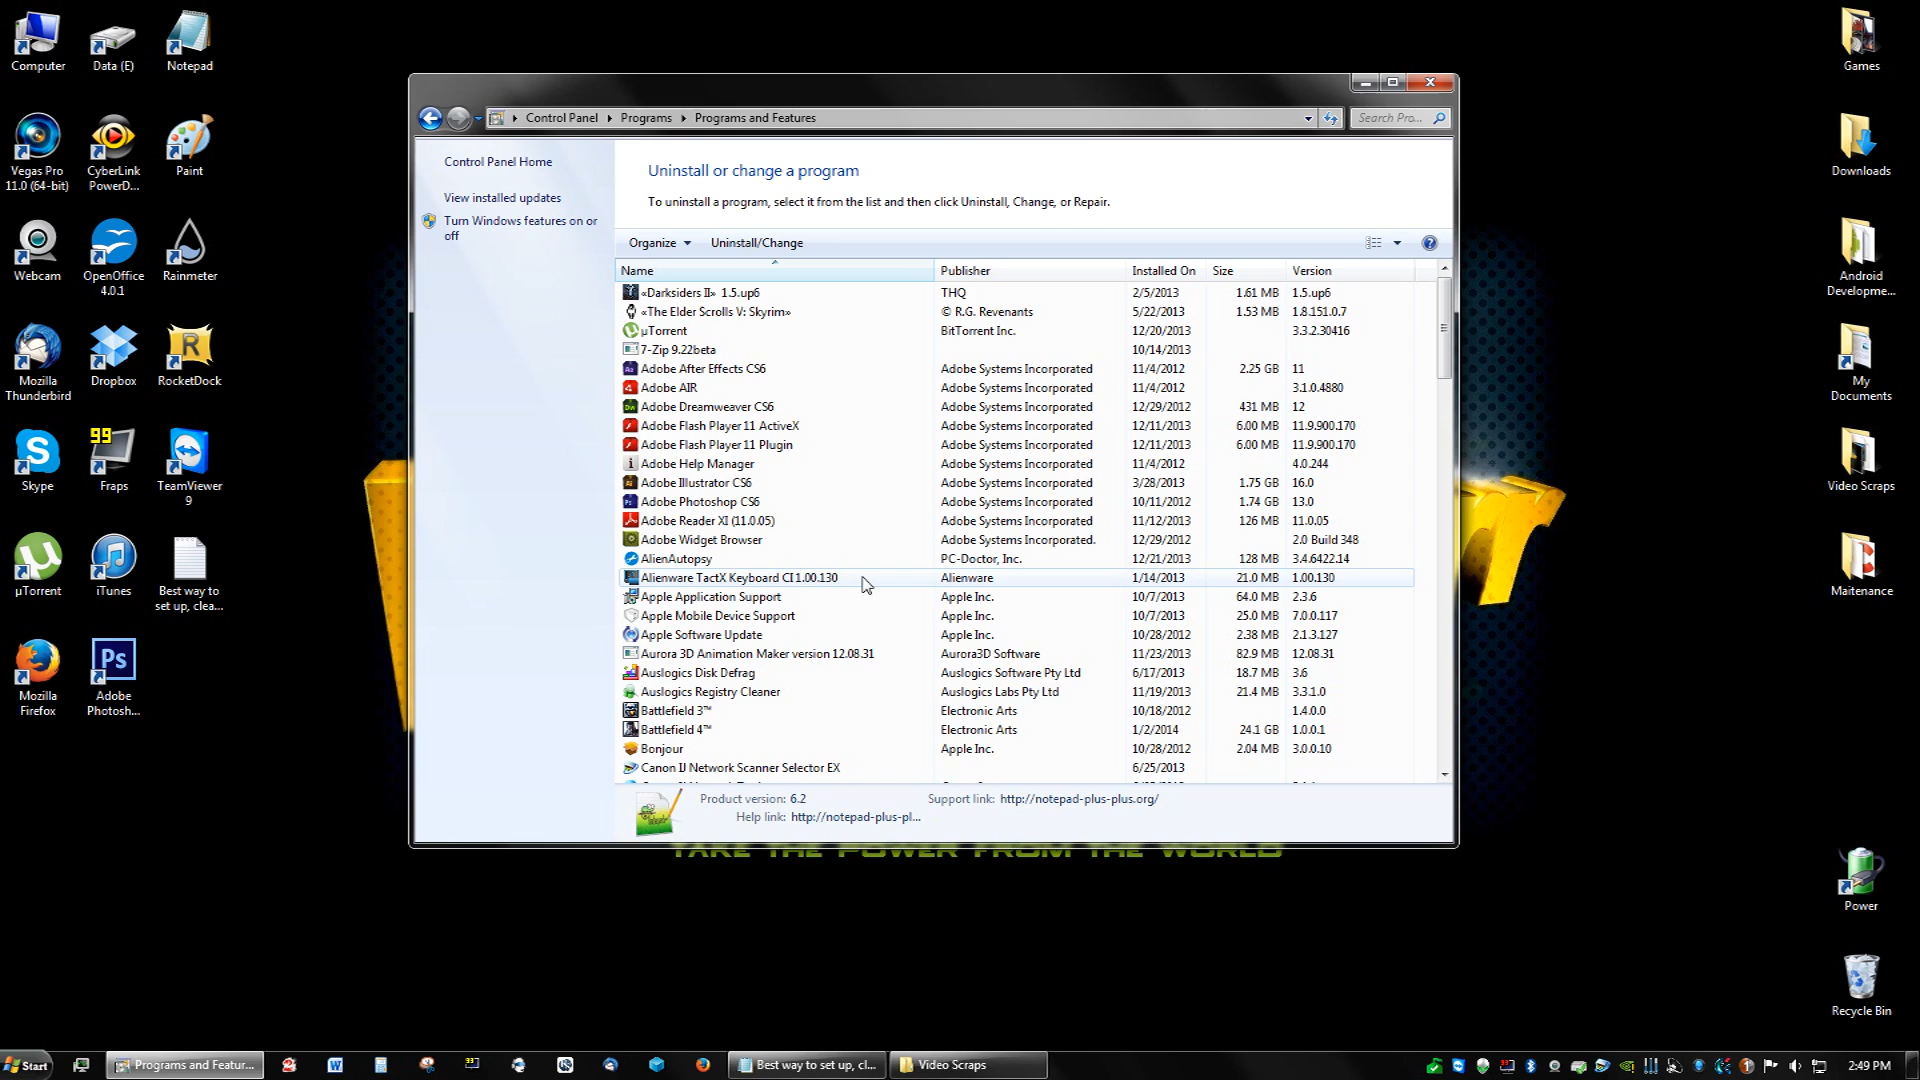 Computer
Data (E)
Notepad
Vegas Pro
11.0 (64-bit)
CyberLink
PowerD...
Paint
Webcam
OpenOffice
4.0.1
Rainmeter
Mozilla
Thunderbird
Dropbox
RocketDock
Skype
99
Fraps
TeamViewer
9
µTorrent
iTunes
Best way to
set up, clea...
Mozilla
Firefox
Adobe
Photosh...
Control Panel
Programs
Programs and Features
Search Pro...
Control Panel Home
View installed updates
Turn Windows features on or
off
Uninstall or change a program
To uninstall a program, select it from the list and then click Uninstall, Change, or Repair.
Organize
Uninstall/Change
Name Publisher Installed On Size Version
«Darksiders II» 1.5.up6 THQ 2/5/2013 1.61 MB 1.5.up6
«The Elder Scrolls V: Skyrim» © R.G. Revenants 5/22/2013 1.53 MB 1.8.151.0.7
µTorrent BitTorrent Inc. 12/20/2013 3.3.2.30416
7-Zip 9.22beta 10/14/2013
Adobe After Effects CS6 Adobe Systems Incorporated 11/4/2012 2.25 GB 11
Adobe AIR Adobe Systems Incorporated 11/4/2012 3.1.0.4880
Adobe Dreamweaver CS6 Adobe Systems Incorporated 12/29/2012 431 MB 12
Adobe Flash Player 11 ActiveX Adobe Systems Incorporated 12/11/2013 6.00 MB 11.9.900.170
Adobe Flash Player 11 Plugin Adobe Systems Incorporated 12/11/2013 6.00 MB 11.9.900.170
Adobe Help Manager Adobe Systems Incorporated 11/4/2012 4.0.244
Adobe Illustrator CS6 Adobe Systems Incorporated 3/28/2013 1.75 GB 16.0
Adobe Photoshop CS6 Adobe Systems Incorporated 10/11/2012 1.74 GB 13.0
Adobe Reader XI (11.0.05) Adobe Systems Incorporated 11/12/2013 126 MB 11.0.05
Adobe Widget Browser Adobe Systems Incorporated. 12/29/2012 2.0 Build 348
AlienAutopsy PC-Doctor, Inc. 12/21/2013 128 MB 3.4.6422.14
Alienware TactX Keyboard CI 1.00.130 Alienware 1/14/2013 21.0 MB 1.00.130
Apple Application Support Apple Inc. 10/7/2013 64.0 MB 2.3.6
Apple Mobile Device Support Apple Inc. 10/7/2013 25.0 MB 7.0.0.117
Apple Software Update Apple Inc. 10/28/2012 2.38 MB 2.1.3.127
Aurora 3D Animation Maker version 12.08.31 Aurora3D Software 11/23/2013 82.9 MB 12.08.31
Auslogics Disk Defrag Auslogics Software Pty Ltd 6/17/2013 18.7 MB 3.6
Auslogics Registry Cleaner Auslogics Labs Pty Ltd 11/19/2013 21.4 MB 3.3.1.0
Battlefield 3™ Electronic Arts 10/18/2012 1.4.0.0
Battlefield 4™ Electronic Arts 1/2/2014 24.1 GB 1.0.0.1
Bonjour Apple Inc. 10/28/2012 2.04 MB 3.0.0.10
Canon IJ Network Scanner Selector EX 6/25/2013
Product version: 6.2 Support link: http://notepad-plus-plus.org/
Help link: http://notepad-plus-pl...
TAKE THE POWER FROM THE WORLD
Games
Downloads
Android
Developme...
My
Documents
Video Scraps
Maitenance
Power
Recycle Bin
Start
Programs and Featur...
Best way to set up, cl...
Video Scraps
2:49 PM